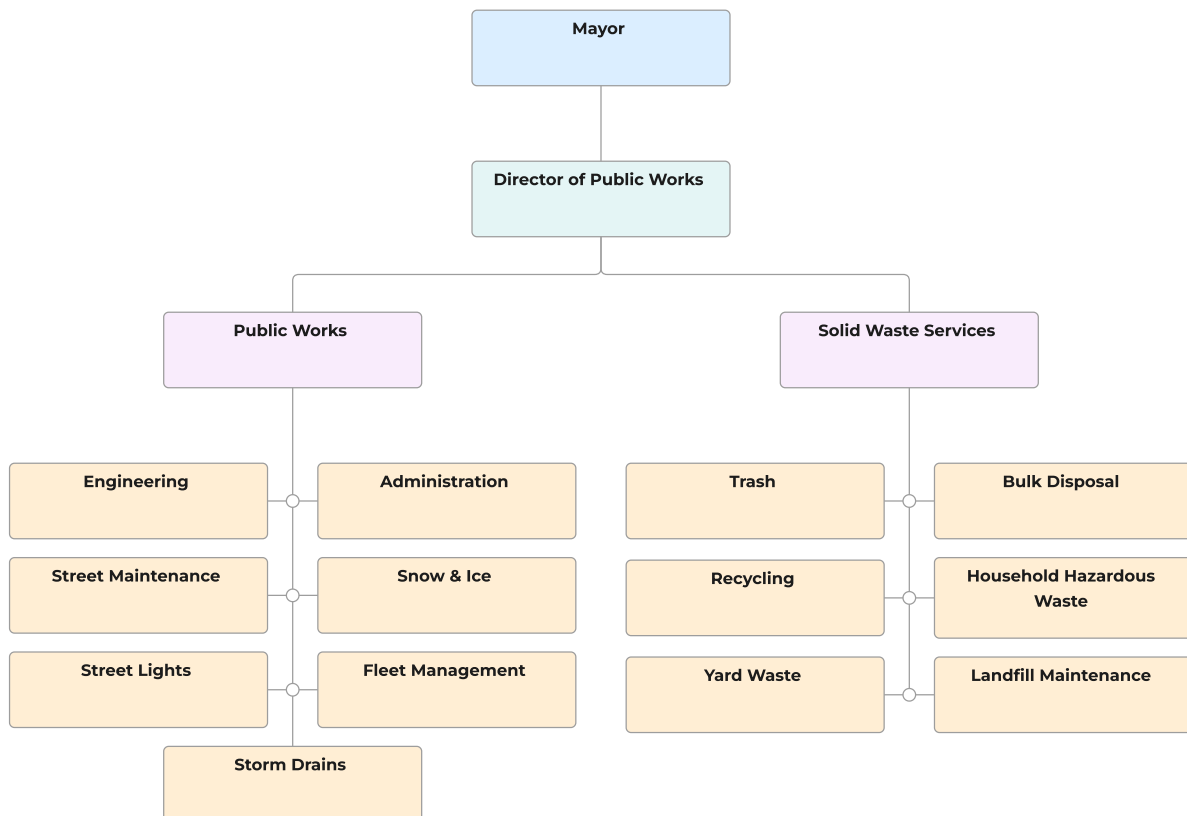 Mayor
Director of Public Works
Public Works
Solid Waste Services
Engineering
Administration
Trash
Bulk Disposal
Street Maintenance
Snow & Ice
Recycling
Household Hazardous
Waste
Street Lights
Fleet Management
Yard Waste
Landfill Maintenance
Storm Drains